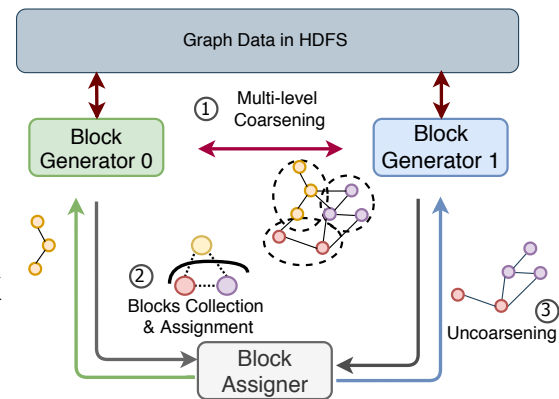 Graph Data in HDFS
1
Multi-level
Coarsening
Block
Generator 0
Block
Generator 1
2
Blocks Collection
& Assignment
3
Uncoarsening
Block
Assigner